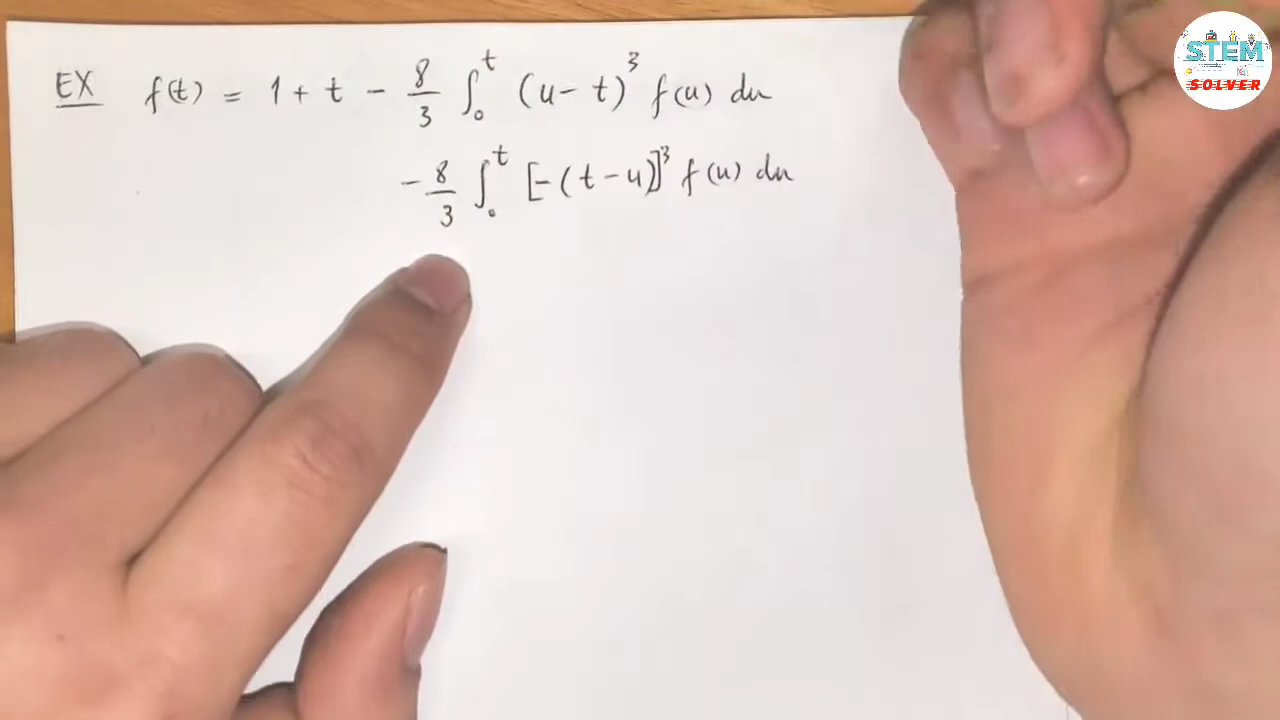 EX f(t) = 1 + t - 8/3 ∫₀ᵗ (u - t)³ f(u) du
- 8/3 ∫₀ᵗ [-(t - u)]³ f(u) du
STEM
SOLVER